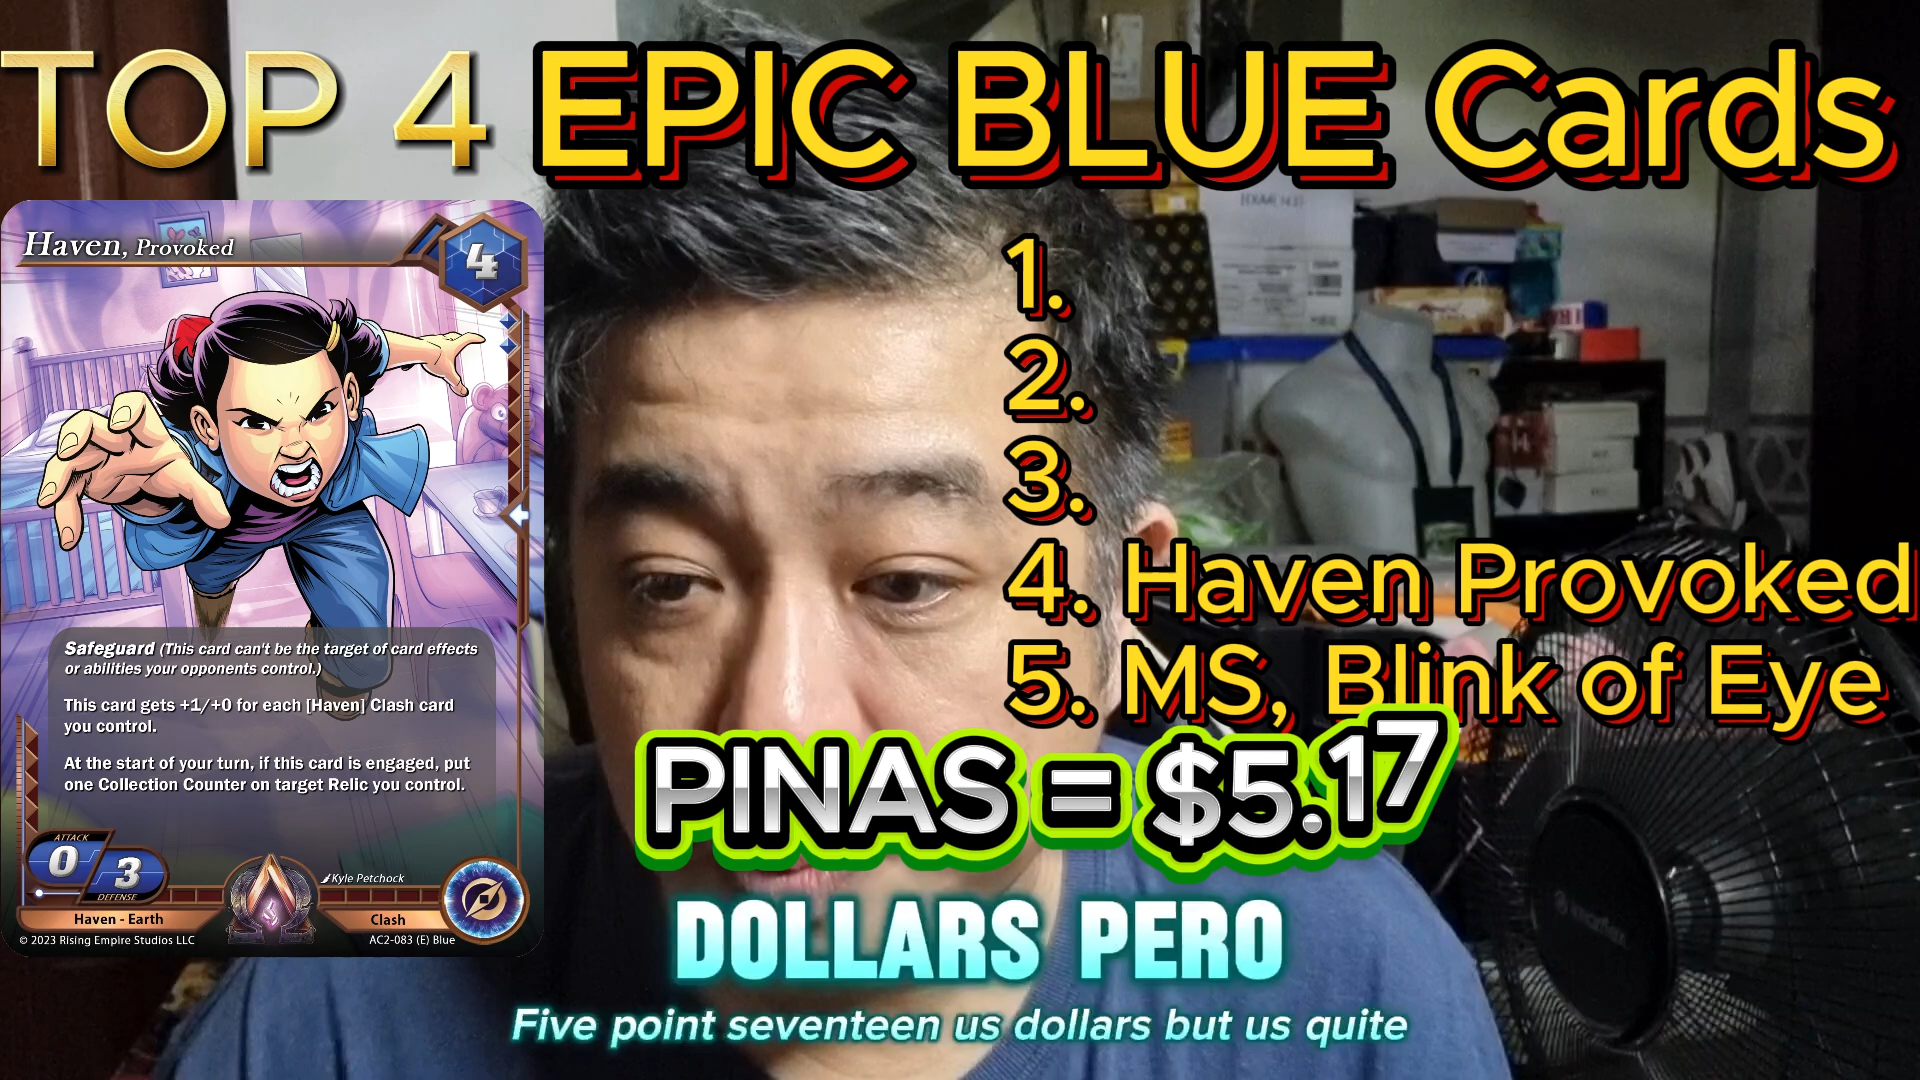 TOP 4 EPIC BLUE Cards
Haven, Provoked
4
Safeguard (This card can't be the target of card effects
or abilities your opponents control.)
This card gets +1/+0 for each [Haven] Clash card
you control.
At the start of your turn, if this card is engaged, put
one Collection Counter on target Relic you control.
ATTACK
0
3
DEFENSE
Kyle Petchock
Haven - Earth
Clash
© 2023 Rising Empire Studios LLC
AC2-083 (E) Blue
1.
2.
3.
4. Haven Provoked
5. MS, Blink of Eye
PINAS = $5.17
DOLLARS PERO
Five point seventeen us dollars but us quite